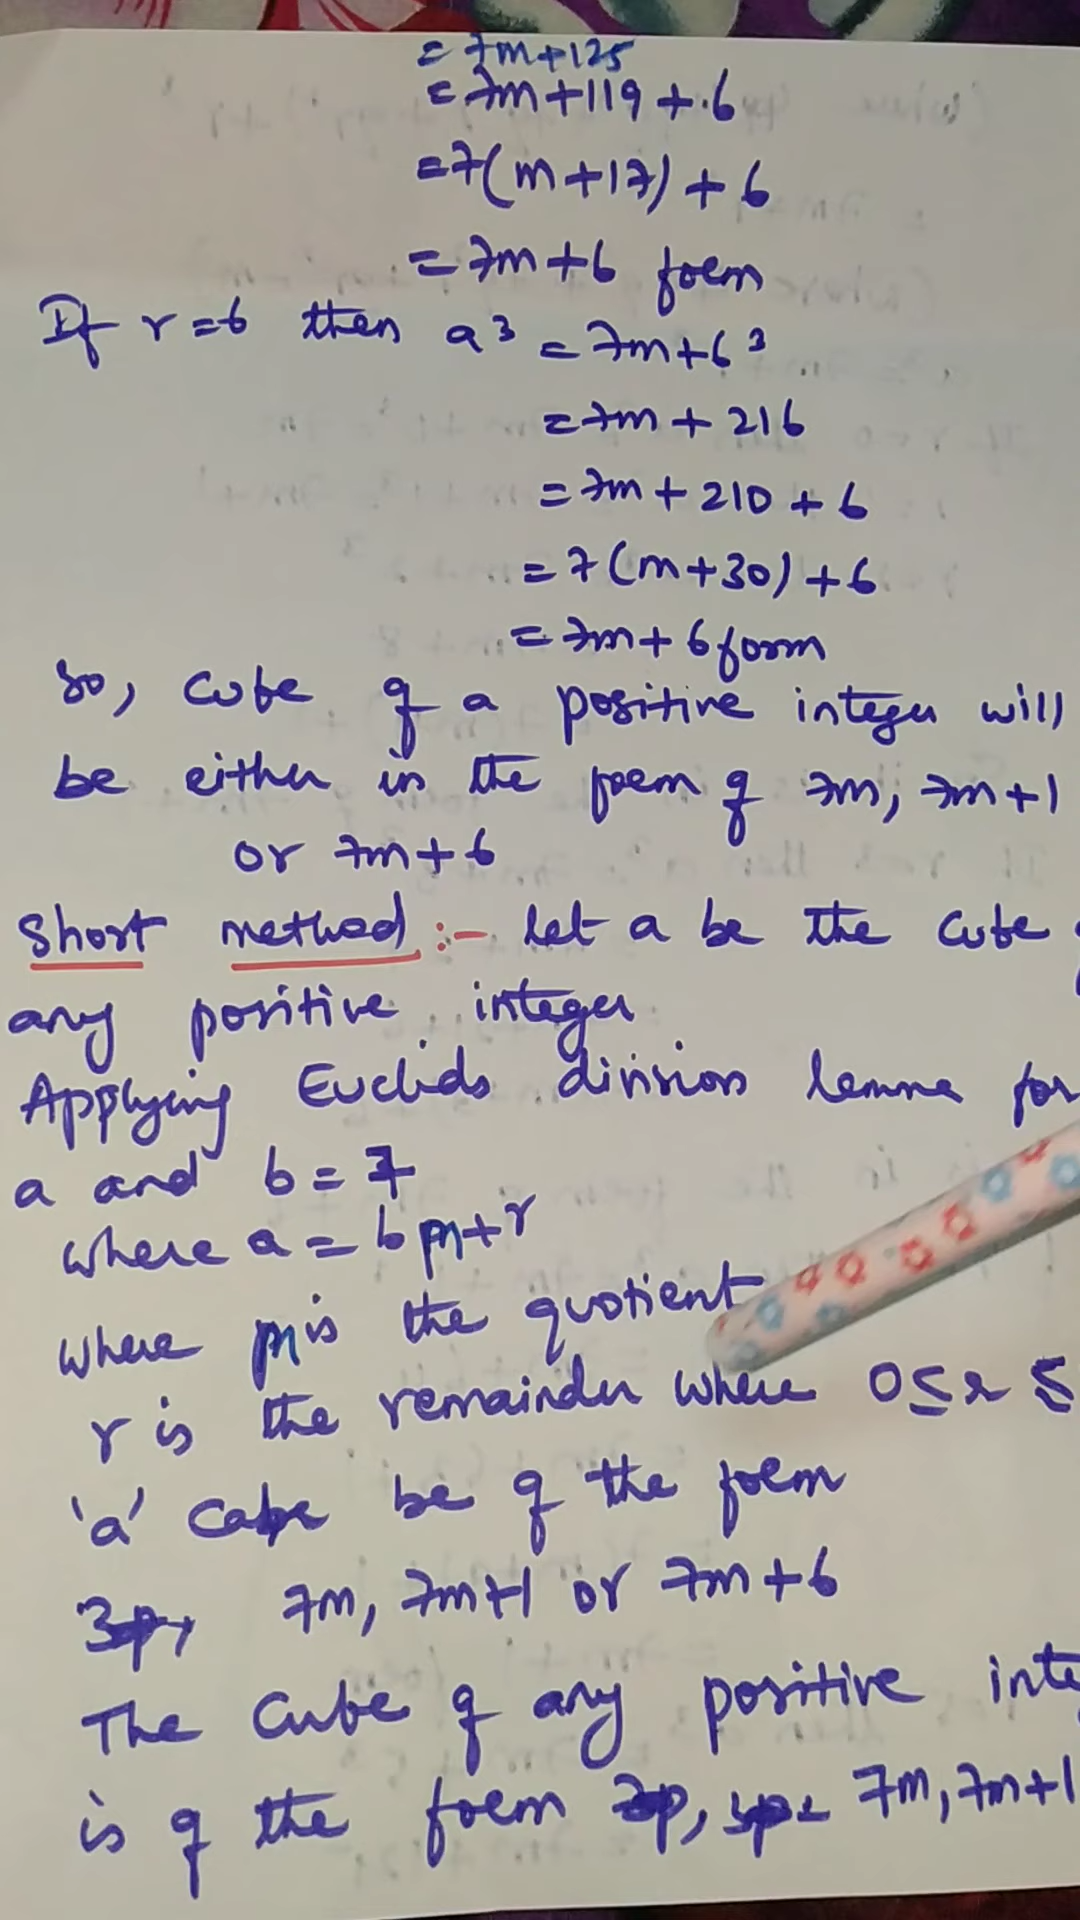 = 7m+125
= 7m+119+6
=7(m+17)+6
= 7m+6 form
If r=6 then a³ = 7m+6³
= 7m+216
= 7m+210+6
= 7(m+30)+6
= 7m+6 form
So, cube of a positive integer will
be either in the form of 7m, 7m+1
or 7m+6
Short method :- let a be the cube
any positive integer
Applying Euclids division lemma for
a and b = 7
where a = bm+r
where m is the quotient
r is the remainder where 0≤r≤
'a' be of the form
3p, 7m, 7m+1 or 7m+6
The cube of any positive inte
is of the form 7m, 7m+1